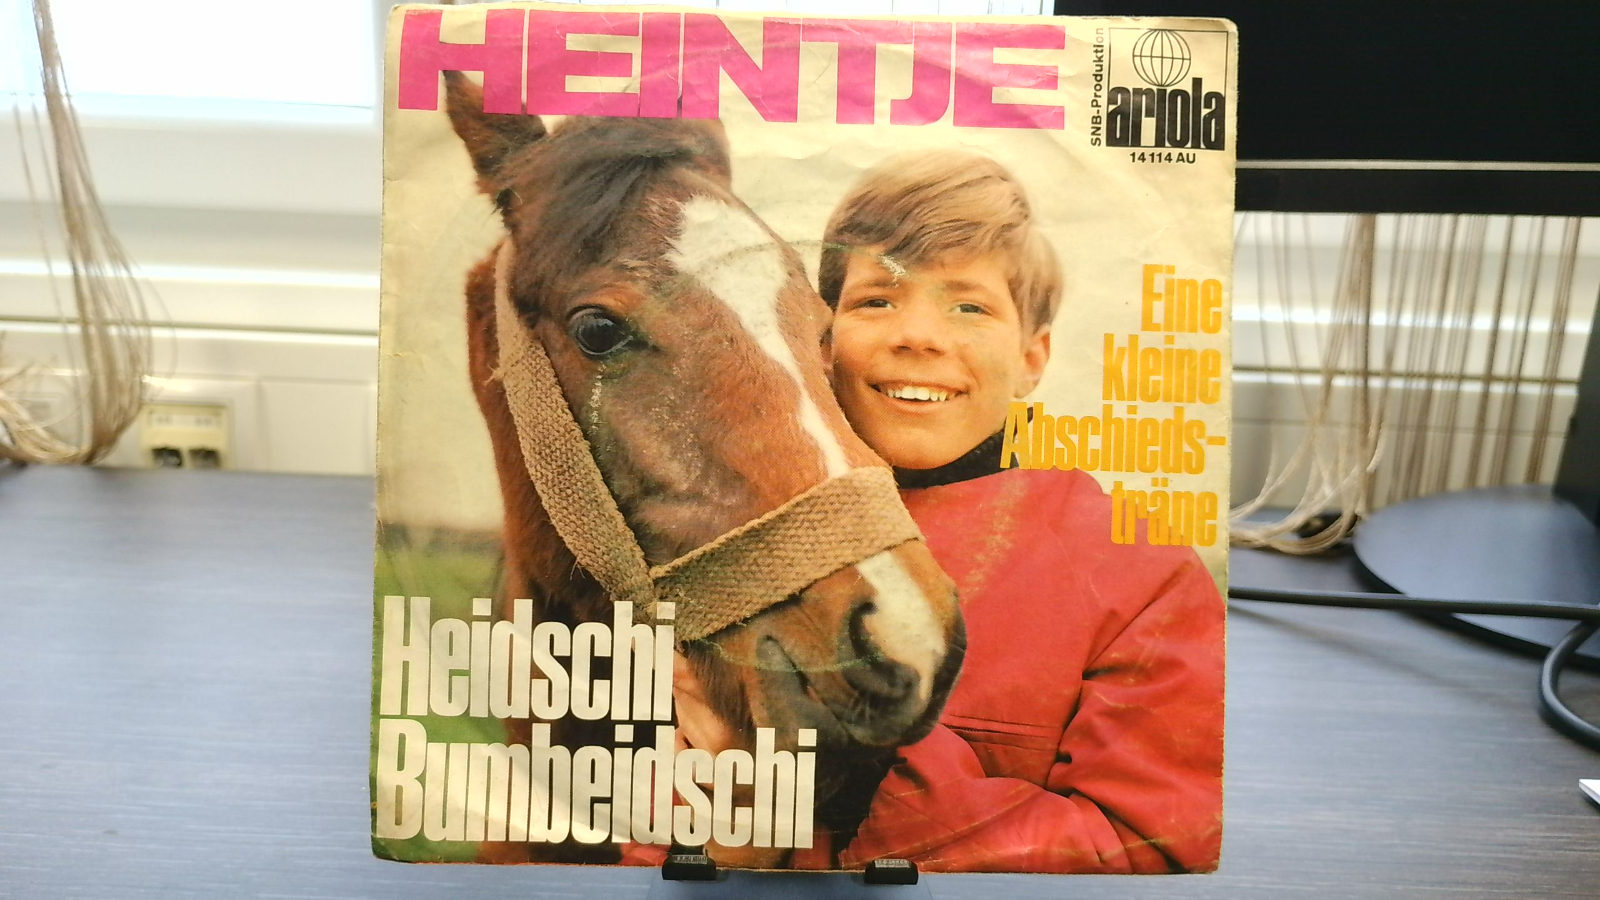 HEINTJE
SNB-Produktion
ariola
14 114 AU
Eine
kleine
Abschieds-
träne
Heidschi
Bumbeidschi